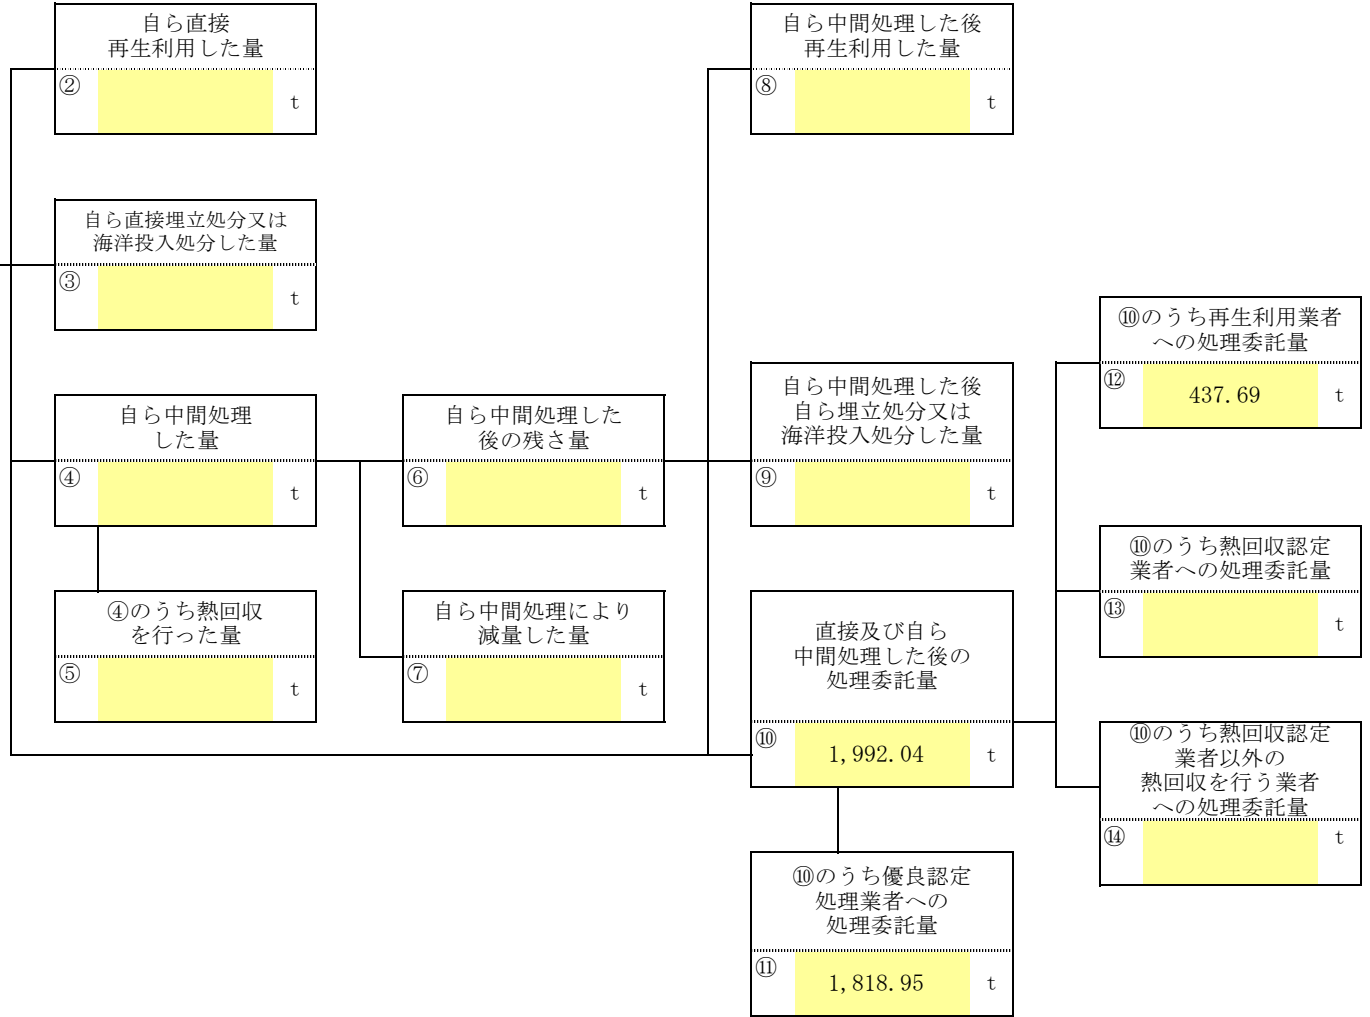 自ら直接
再生利用した量
②
t
自ら直接埋立処分又は
海洋投入処分した量
③
t
自ら中間処理
した量
④
t
④のうち熱回収
を行った量
⑤
t
自ら中間処理した
後の残さ量
⑥
t
自ら中間処理により
減量した量
⑦
t
自ら中間処理した後
再生利用した量
⑧
t
自ら中間処理した後
自ら埋立処分又は
海洋投入処分した量
⑨
t
直接及び自ら
中間処理した後の
処理委託量
⑩ 1,992.04 t
⑩のうち優良認定
処理業者への
処理委託量
⑪ 1,818.95 t
⑩のうち再生利用業者
への処理委託量
⑫ 437.69 t
⑩のうち熱回収認定
業者への処理委託量
⑬
t
⑩のうち熱回収認定
業者以外の
熱回収を行う業者
への処理委託量
⑭
t